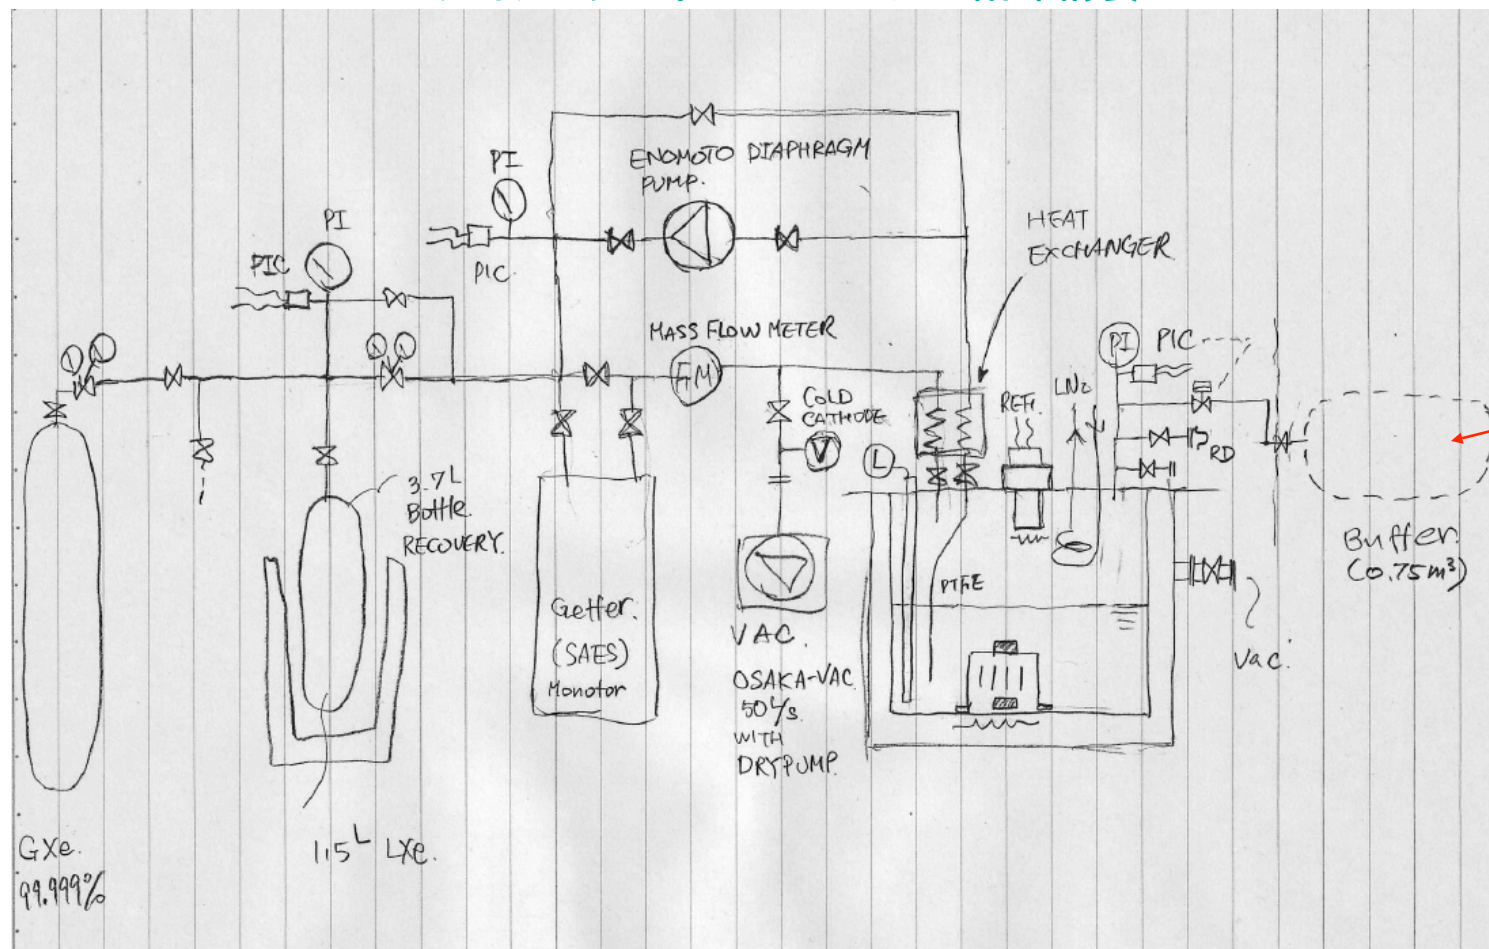 ENOMOTO DIAPHRAGM
PUMP.
PI
PIC.
PI
PIC
HEAT
EXCHANGER
MASS FLOW METER
FM
COLD
CATHODE
V
L
REFr.
LN2
PI
PIC
RD
Buffer.
(0.75m³)
3.7L
Bottle.
RECOVERY.
Getter.
(SAES)
Monotor
VAC.
OSAKA-VAC.
50 L/s.
WITH
DRYPUMP.
PTFE
Vac.
GXe.
99.999%
1.5L LXe.